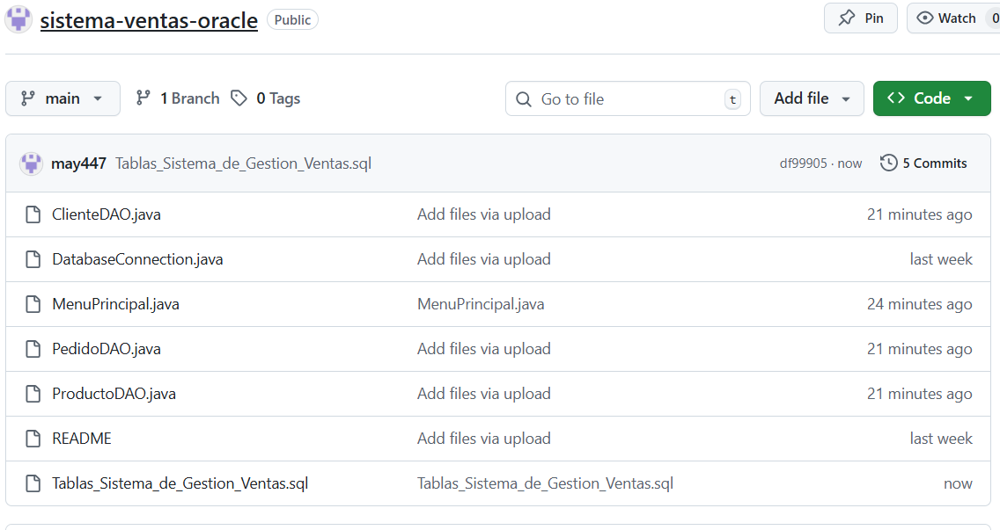 sistema-ventas-oracle Public Pin Watch 0
main 1 Branch 0 Tags Go to file t Add file Code
may447 Tablas_Sistema_de_Gestion_Ventas.sql df99905 · now 5 Commits
ClienteDAO.java Add files via upload 21 minutes ago
DatabaseConnection.java Add files via upload last week
MenuPrincipal.java MenuPrincipal.java 24 minutes ago
PedidoDAO.java Add files via upload 21 minutes ago
ProductoDAO.java Add files via upload 21 minutes ago
README Add files via upload last week
Tablas_Sistema_de_Gestion_Ventas.sql Tablas_Sistema_de_Gestion_Ventas.sql now